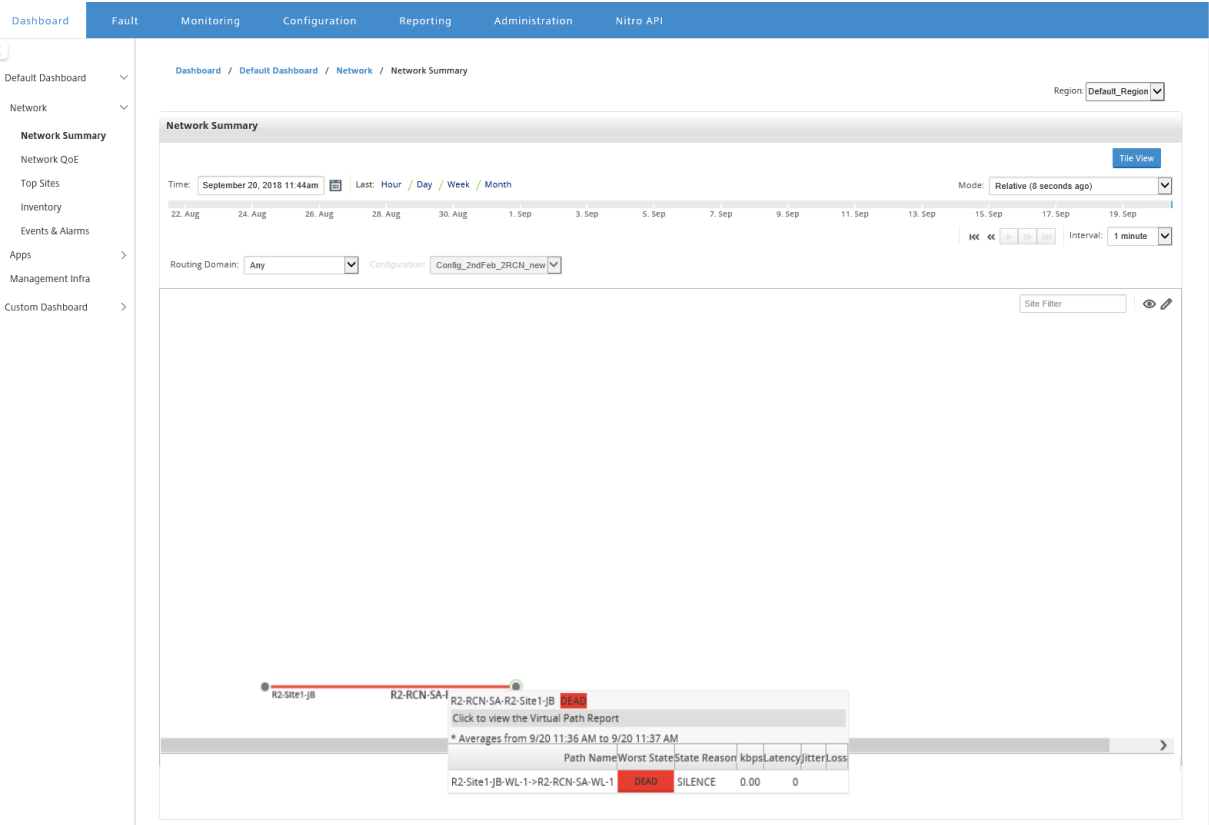 Dashboard Fault Monitoring Configuration Reporting Administration Nitro API
Default Dashboard
Network
Network Summary
Network QoE
Top Sites
Inventory
Events & Alarms
Apps
Management Infra
Custom Dashboard
Dashboard / Default Dashboard / Network / Network Summary
Region: Default_Region
Network Summary
Tile View
Time: September 20, 2018 11:44am Last: Hour / Day / Week / Month
Mode: Relative (8 seconds ago)
22. Aug 24. Aug 26. Aug 28. Aug 30. Aug 1. Sep 3. Sep 5. Sep 7. Sep 9. Sep 11. Sep 13. Sep 15. Sep 17. Sep 19. Sep
Interval: 1 minute
Routing Domain: Any Configuration: Config_2ndFeb_2RCN_new
Site Filter
R2-Site1-JB R2-RCN-SA-
R2-RCN-SA-R2-Site1-JB DEAD
Click to view the Virtual Path Report
* Averages from 9/20 11:36 AM to 9/20 11:37 AM
Path Name Worst State State Reason kbps Latency Jitter Loss
R2-Site1-JB-WL-1->R2-RCN-SA-WL-1 DEAD SILENCE 0.00 0